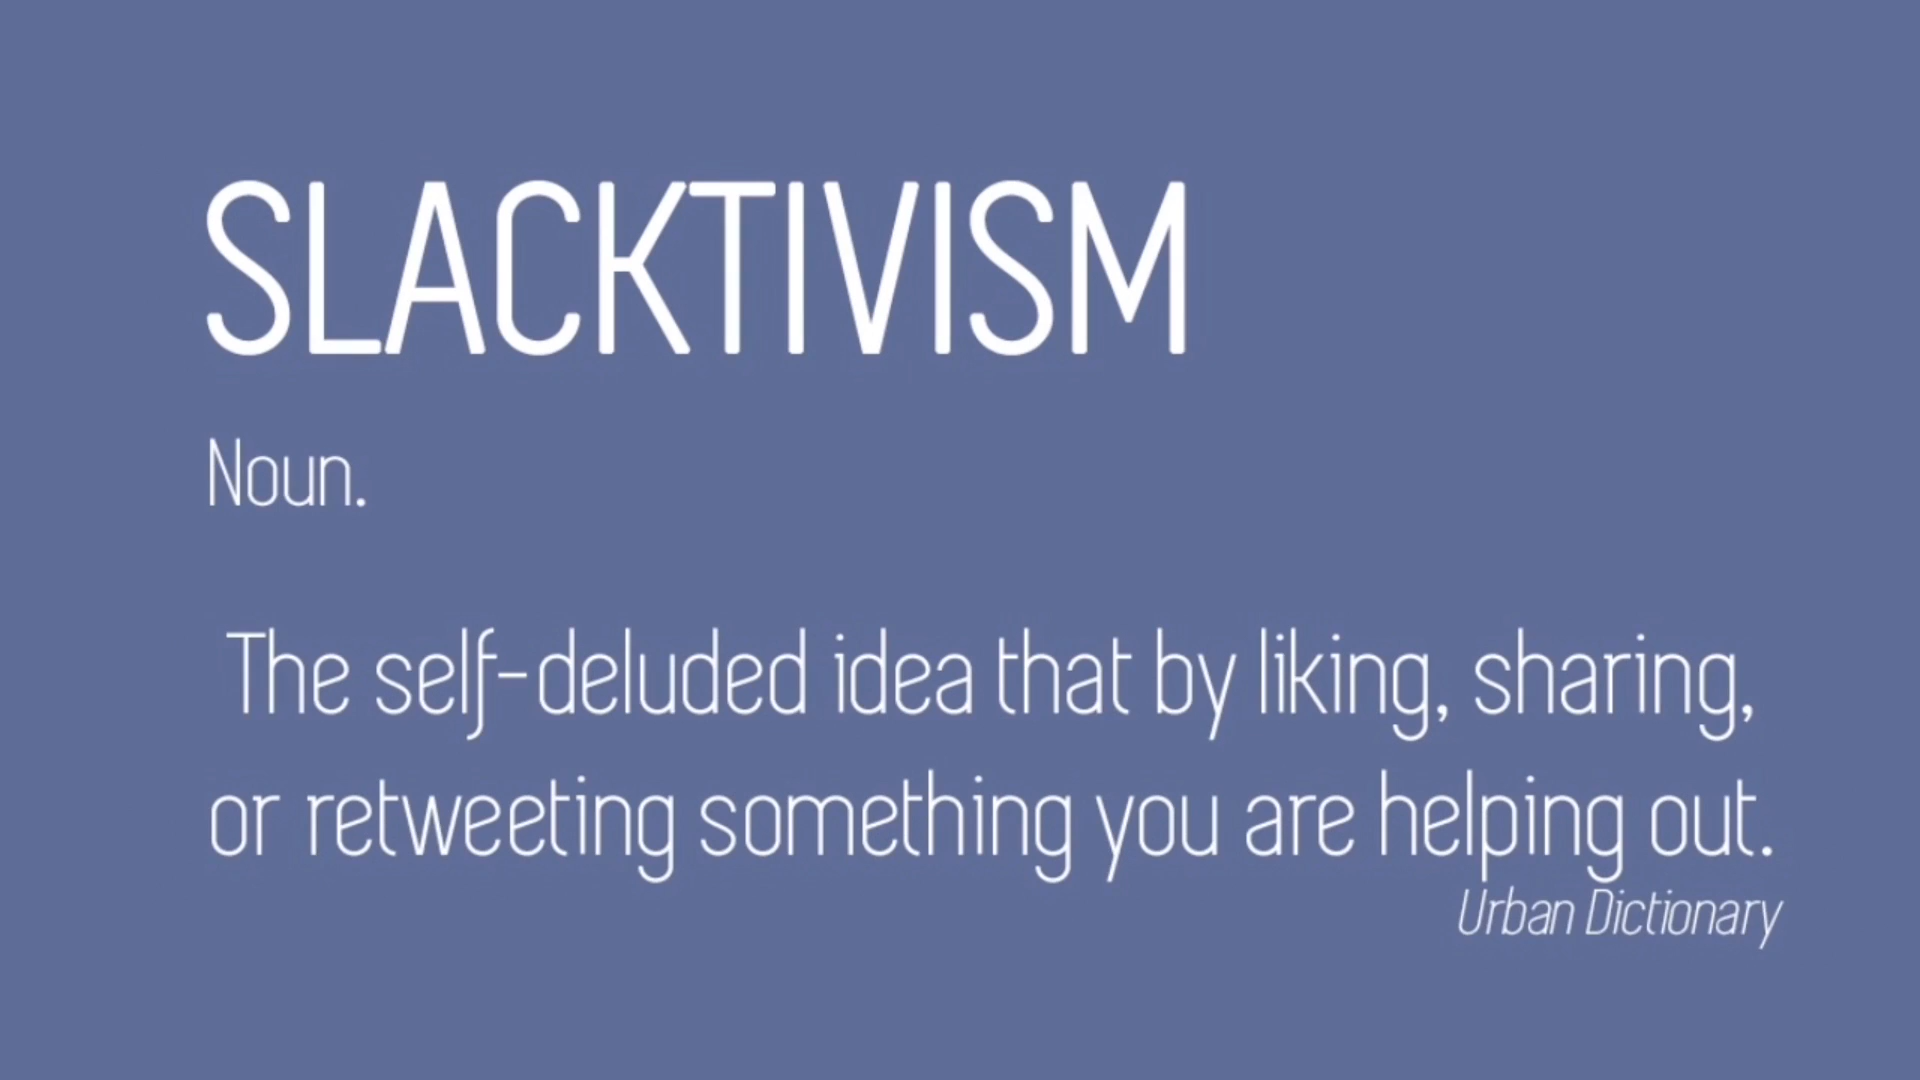 SLACKTIVISM
Noun.
The self-deluded idea that by liking, sharing,
or retweeting something you are helping out.
Urban Dictionary